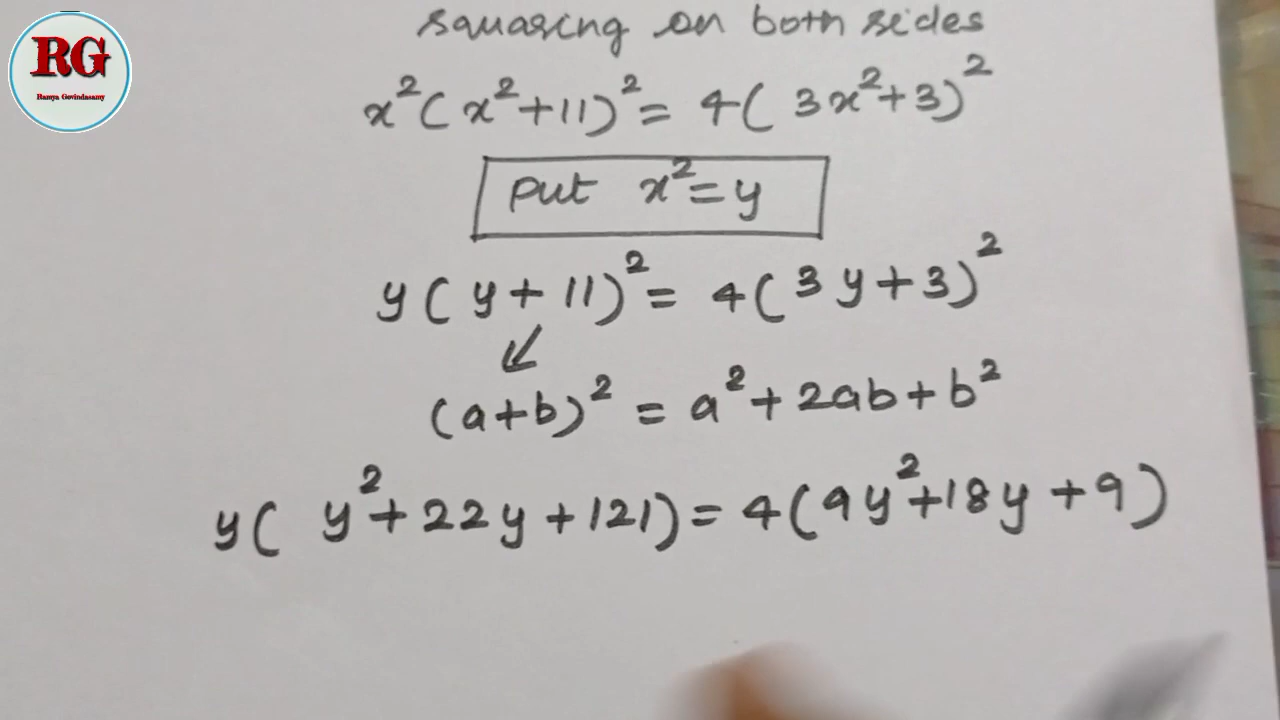 RG
Ramya Govindasamy
squaring on both sides
x²(x²+11)² = 4(3x²+3)²
Put x²=y
y(y+11)² = 4(3y+3)²
↙
(a+b)² = a²+2ab+b²
y(y²+22y+121) = 4(9y²+18y+9)